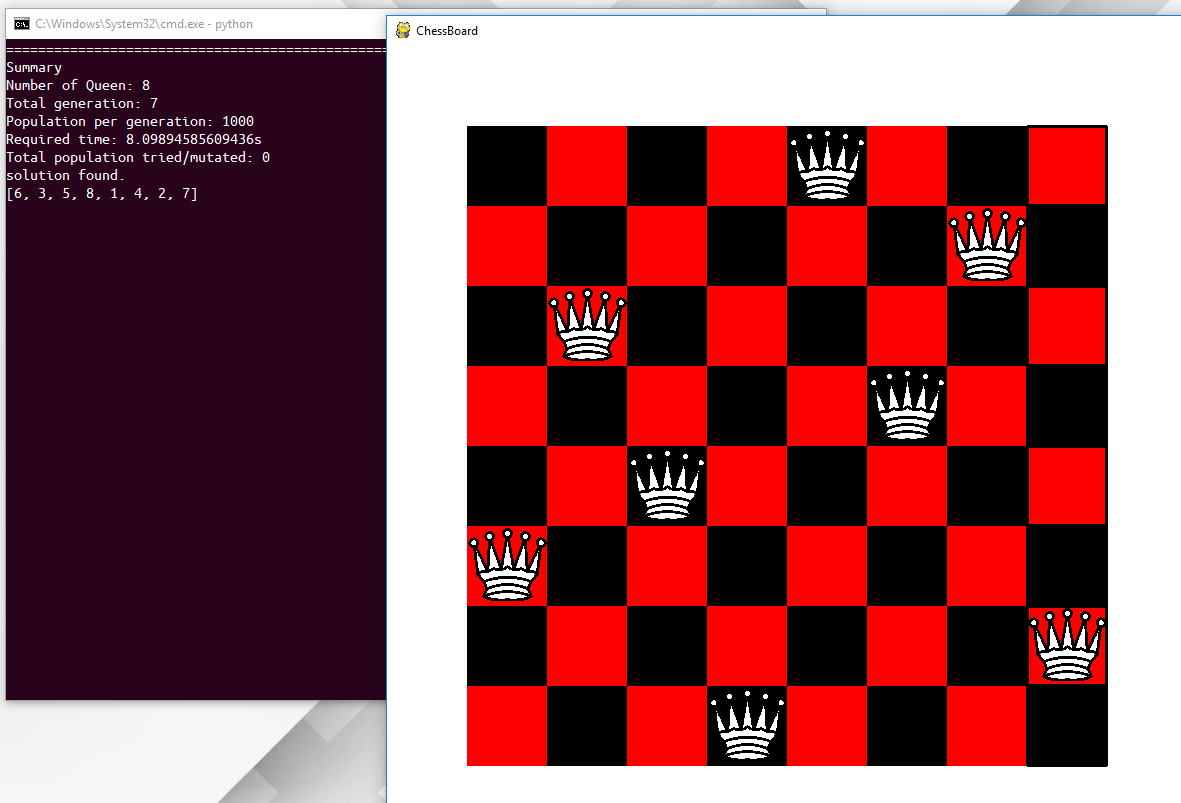 C:\Windows\System32\cmd.exe - python
ChessBoard
================================================
Summary
Number of Queen: 8
Total generation: 7
Population per generation: 1000
Required time: 8.09894585609436s
Total population tried/mutated: 0
solution found.
[6, 3, 5, 8, 1, 4, 2, 7]